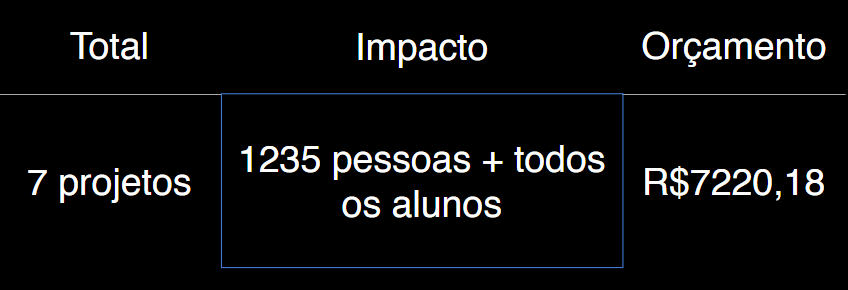 Total Impacto Orçamento
7 projetos
1235 pessoas + todos
os alunos
R$7220,18